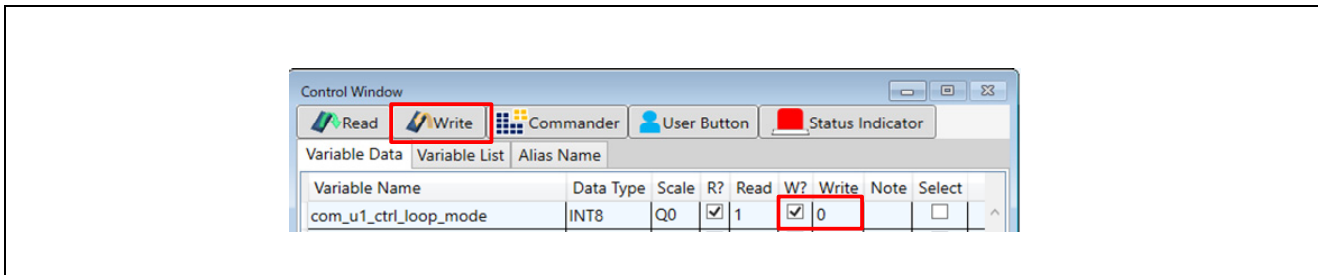 Control Window
Read Write Commander User Button Status Indicator
Variable Data Variable List Alias Name
Variable Name Data Type Scale R? Read W? Write Note Select
com_u1_ctrl_loop_mode INT8 Q0 1 0